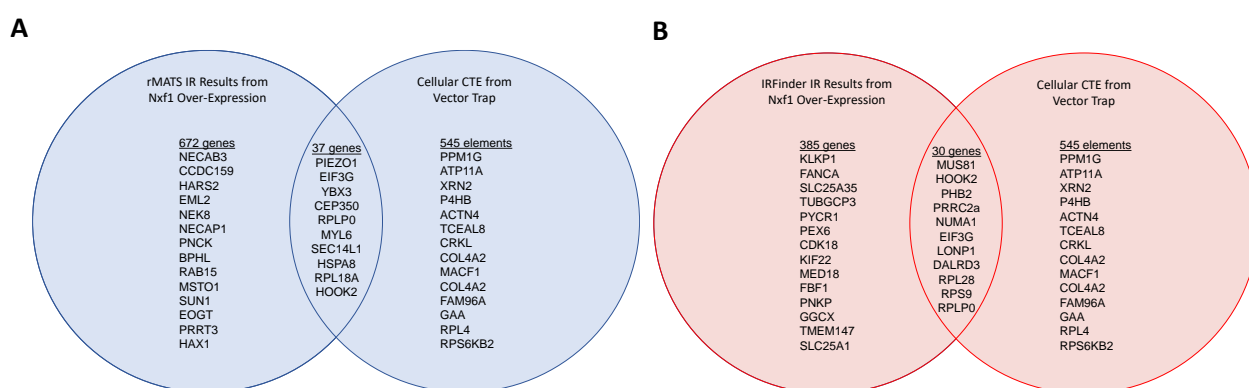 A
rMATS IR Results from
Nxf1 Over-Expression
672 genes
NECAB3
CCDC159
HARS2
EML2
NEK8
NECAP1
PNCK
BPHL
RAB15
MSTO1
SUN1
EOGT
PRRT3
HAX1
37 genes
PIEZO1
EIF3G
YBX3
CEP350
RPLP0
MYL6
SEC14L1
HSPA8
RPL18A
HOOK2
Cellular CTE from
Vector Trap
545 elements
PPM1G
ATP11A
XRN2
P4HB
ACTN4
TCEAL8
CRKL
COL4A2
MACF1
COL4A2
FAM96A
GAA
RPL4
RPS6KB2
B
IRFinder IR Results from
Nxf1 Over-Expression
385 genes
KLKP1
FANCA
SLC25A35
TUBGCP3
PYCR1
PEX6
CDK18
KIF22
MED18
FBF1
PNKP
GGCX
TMEM147
SLC25A1
30 genes
MUS81
HOOK2
PHB2
PRRC2a
NUMA1
EIF3G
LONP1
DALRD3
RPL28
RPS9
RPLP0
Cellular CTE from
Vector Trap
545 elements
PPM1G
ATP11A
XRN2
P4HB
ACTN4
TCEAL8
CRKL
COL4A2
MACF1
COL4A2
FAM96A
GAA
RPL4
RPS6KB2